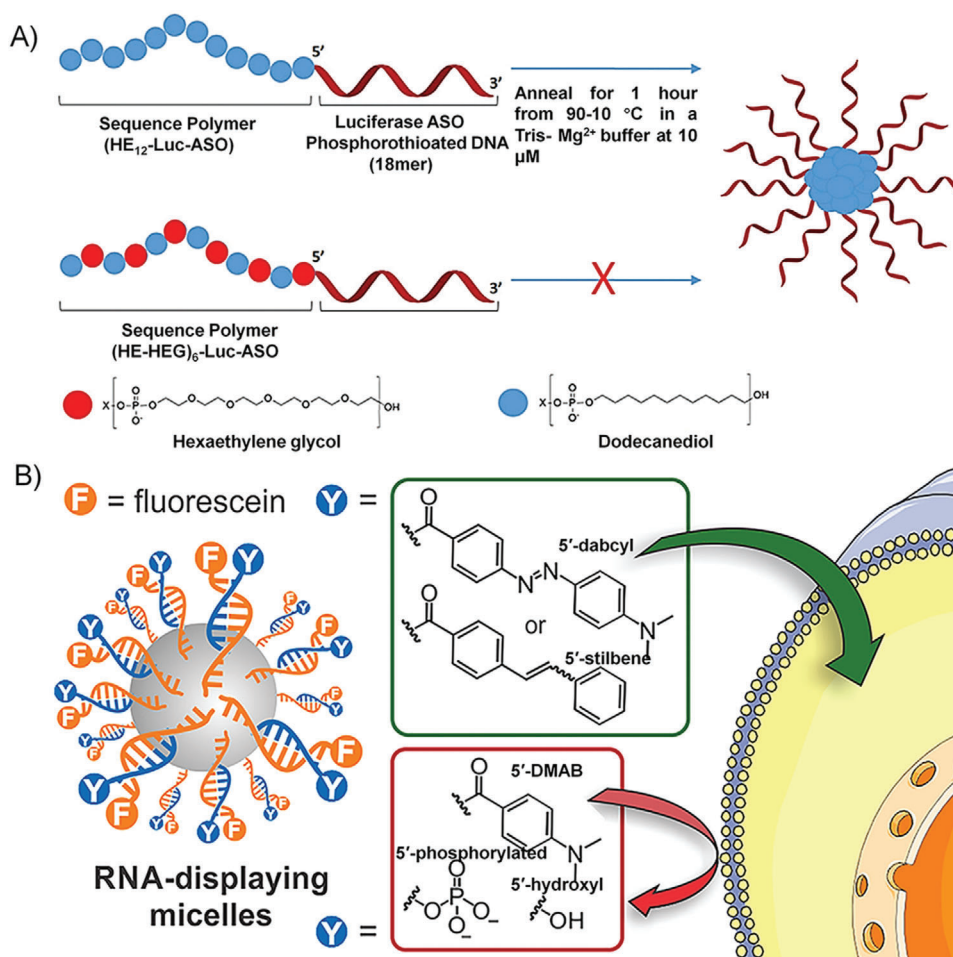 A)
5’
3’
Sequence Polymer
(HE12-Luc-ASO)
Luciferase ASO
Phosphorothioated DNA
(18mer)
Anneal for 1 hour
from 90-10 °C in a
Tris- Mg2+ buffer at 10
µM
5’
3’
X
Sequence Polymer
(HE-HEG)6-Luc-ASO
X O P O O- O O O O O O OH
Hexaethylene glycol
X O P O O- O OH
Dodecanediol
B)
F = fluorescein Y =
O
5′-dabcyl
N N
or
O
N
5′-stilbene
RNA-displaying
micelles
Y =
O
5′-DMAB
5′-phosphorylated
N
O
O P O−
O−
5′-hydroxyl
OH